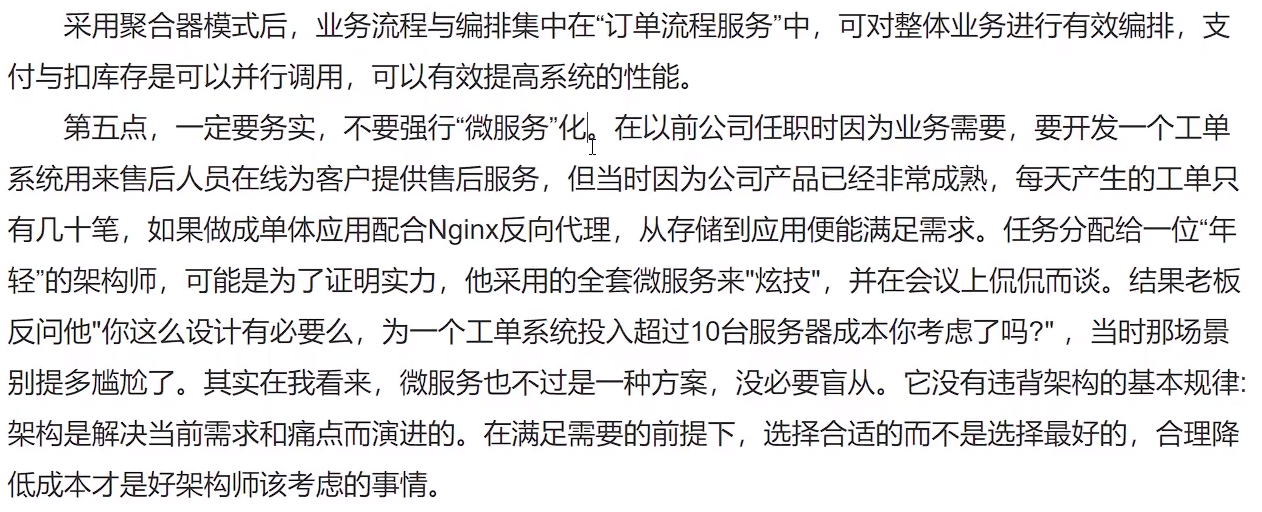 采用聚合器模式后，业务流程与编排集中在“订单流程服务”中，可对整体业务进行有效编排，支
付与扣库存是可以并行调用，可以有效提高系统的性能。
第五点，一定要务实，不要强行“微服务”化。在以前公司任职时因为业务需要，要开发一个工单
系统用来售后人员在线为客户提供售后服务，但当时因为公司产品已经非常成熟，每天产生的工单只
有几十笔，如果做成单体应用配合Nginx反向代理，从存储到应用便能满足需求。任务分配给一位“年
轻”的架构师，可能是为了证明实力，他采用的全套微服务来"炫技"，并在会议上侃侃而谈。结果老板
反问他"你这么设计有必要么，为一个工单系统投入超过10台服务器成本你考虑了吗?" ，当时那场景
别提多尴尬了。其实在我看来，微服务也不过是一种方案，没必要盲从。它没有违背架构的基本规律:
架构是解决当前需求和痛点而演进的。在满足需要的前提下，选择合适的而不是选择最好的，合理降
低成本才是好架构师该考虑的事情。